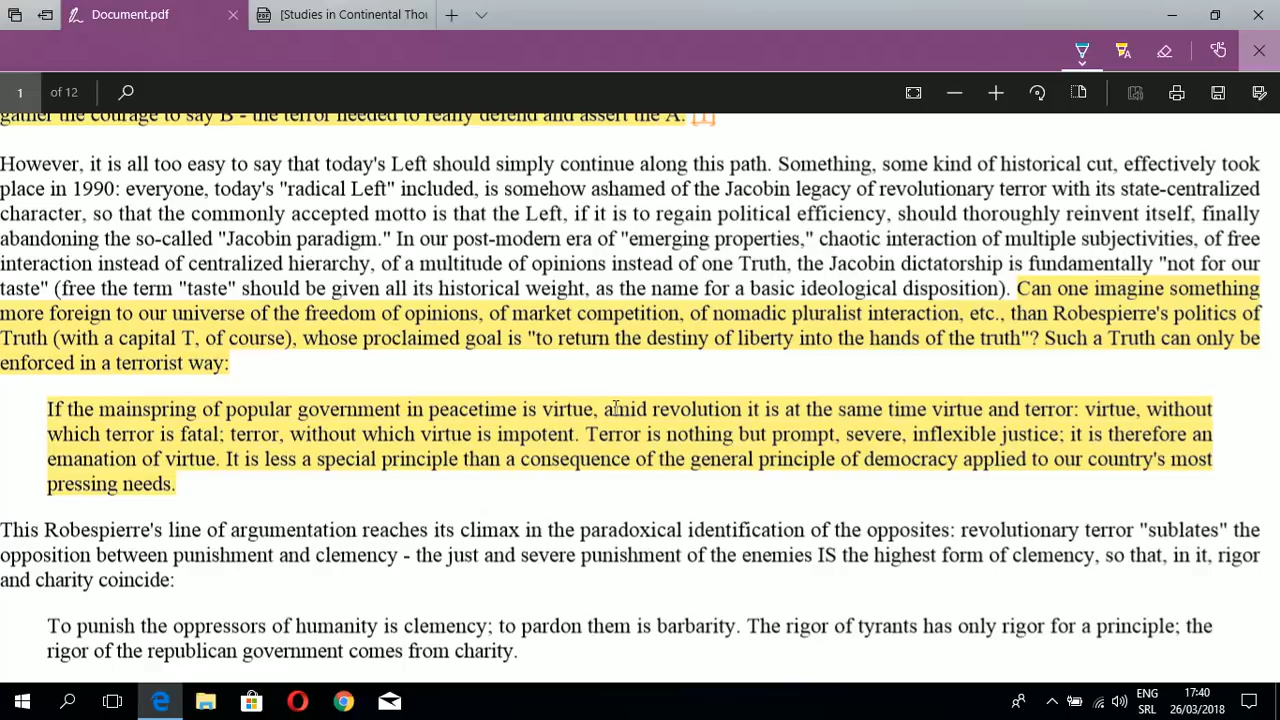 Document.pdf
[Studies in Continental Thou
1 of 12
gather the courage to say B - the terror needed to really defend and assert the A. [1]
However, it is all too easy to say that today's Left should simply continue along this path. Something, some kind of historical cut, effectively took
place in 1990: everyone, today's "radical Left" included, is somehow ashamed of the Jacobin legacy of revolutionary terror with its state-centralized
character, so that the commonly accepted motto is that the Left, if it is to regain political efficiency, should thoroughly reinvent itself, finally
abandoning the so-called "Jacobin paradigm." In our post-modern era of "emerging properties," chaotic interaction of multiple subjectivities, of free
interaction instead of centralized hierarchy, of a multitude of opinions instead of one Truth, the Jacobin dictatorship is fundamentally "not for our
taste" (free the term "taste" should be given all its historical weight, as the name for a basic ideological disposition). Can one imagine something
more foreign to our universe of the freedom of opinions, of market competition, of nomadic pluralist interaction, etc., than Robespierre's politics of
Truth (with a capital T, of course), whose proclaimed goal is "to return the destiny of liberty into the hands of the truth"? Such a Truth can only be
enforced in a terrorist way:
If the mainspring of popular government in peacetime is virtue, amid revolution it is at the same time virtue and terror: virtue, without
which terror is fatal; terror, without which virtue is impotent. Terror is nothing but prompt, severe, inflexible justice; it is therefore an
emanation of virtue. It is less a special principle than a consequence of the general principle of democracy applied to our country's most
pressing needs.
This Robespierre's line of argumentation reaches its climax in the paradoxical identification of the opposites: revolutionary terror "sublates" the
opposition between punishment and clemency - the just and severe punishment of the enemies IS the highest form of clemency, so that, in it, rigor
and charity coincide:
To punish the oppressors of humanity is clemency; to pardon them is barbarity. The rigor of tyrants has only rigor for a principle; the
rigor of the republican government comes from charity.
ENG 17:40
SRL 26/03/2018